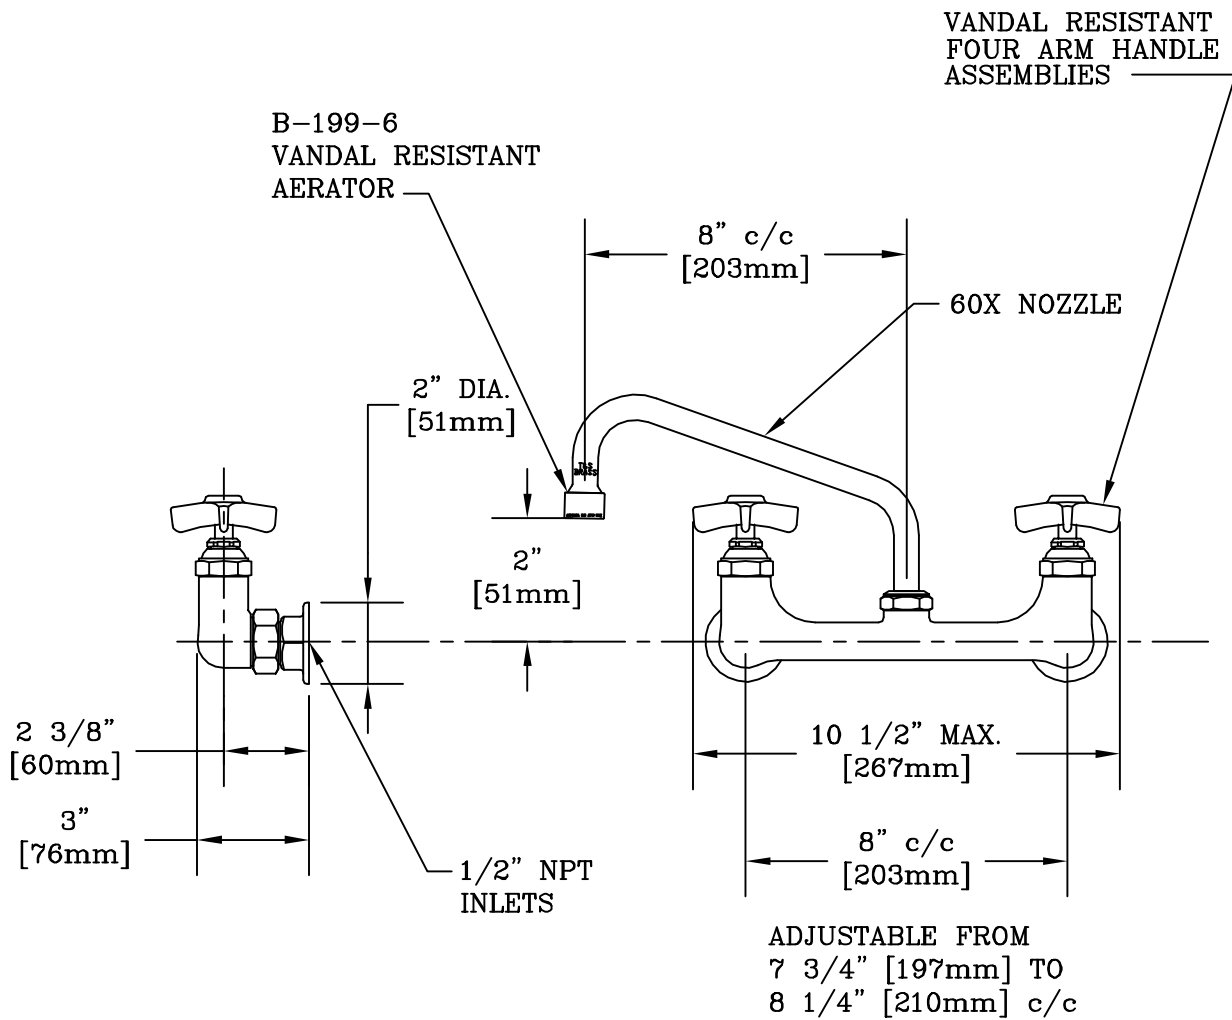 VANDAL RESISTANT
FOUR ARM HANDLE
ASSEMBLIES
B-199-6
VANDAL RESISTANT
AERATOR
8" c/c
[203mm]
60X NOZZLE
2" DIA.
[51mm]
T&S
BRASS
2"
[51mm]
2 3/8"
[60mm]
10 1/2" MAX.
[267mm]
3"
[76mm]
8" c/c
[203mm]
1/2" NPT
INLETS
ADJUSTABLE FROM
7 3/4" [197mm] TO
8 1/4" [210mm] c/c